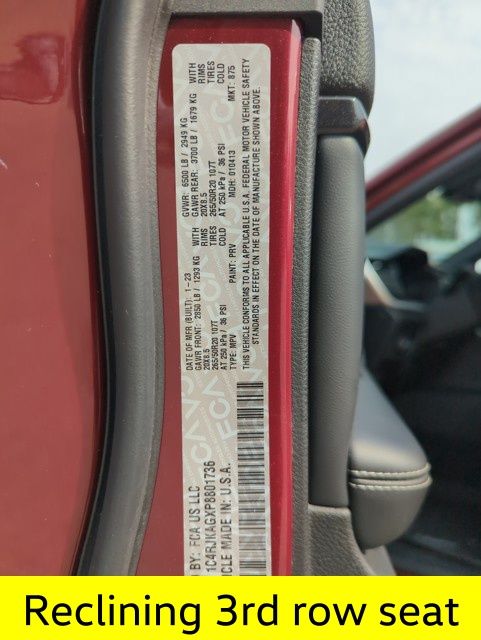 BY: FCA US LLC
DATE OF MFR (BUILT): 1-23
GVWR: 6500 LB / 2949 KG
GAWR FRONT: 2850 LB / 1293 KG WITH
GAWR REAR: 3700 LB / 1679 KG WITH
20X8.5 RIMS
20X8.5 RIMS
265/50R20 107T TIRES
265/50R20 107T TIRES
AT 250 kPa / 36 PSI COLD
AT 250 kPa / 36 PSI COLD
1C4RJKAGXP8801736
TYPE: MPV
PAINT: PRV
MDH: 010413
MKT: 875
ICLE MADE IN: U.S.A.
THIS VEHICLE CONFORMS TO ALL APPLICABLE U.S.A. FEDERAL MOTOR VEHICLE SAFETY
STANDARDS IN EFFECT ON THE DATE OF MANUFACTURE SHOWN ABOVE.
FCA
Reclining 3rd row seat